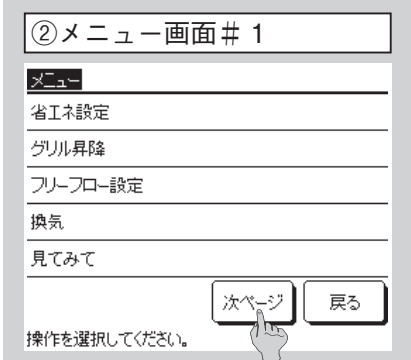 ②メニュー画面＃１
メニュー
省エネ設定
グリル昇降
フリーフロー設定
換気
見てみて
次ページ
戻る
操作を選択してください。